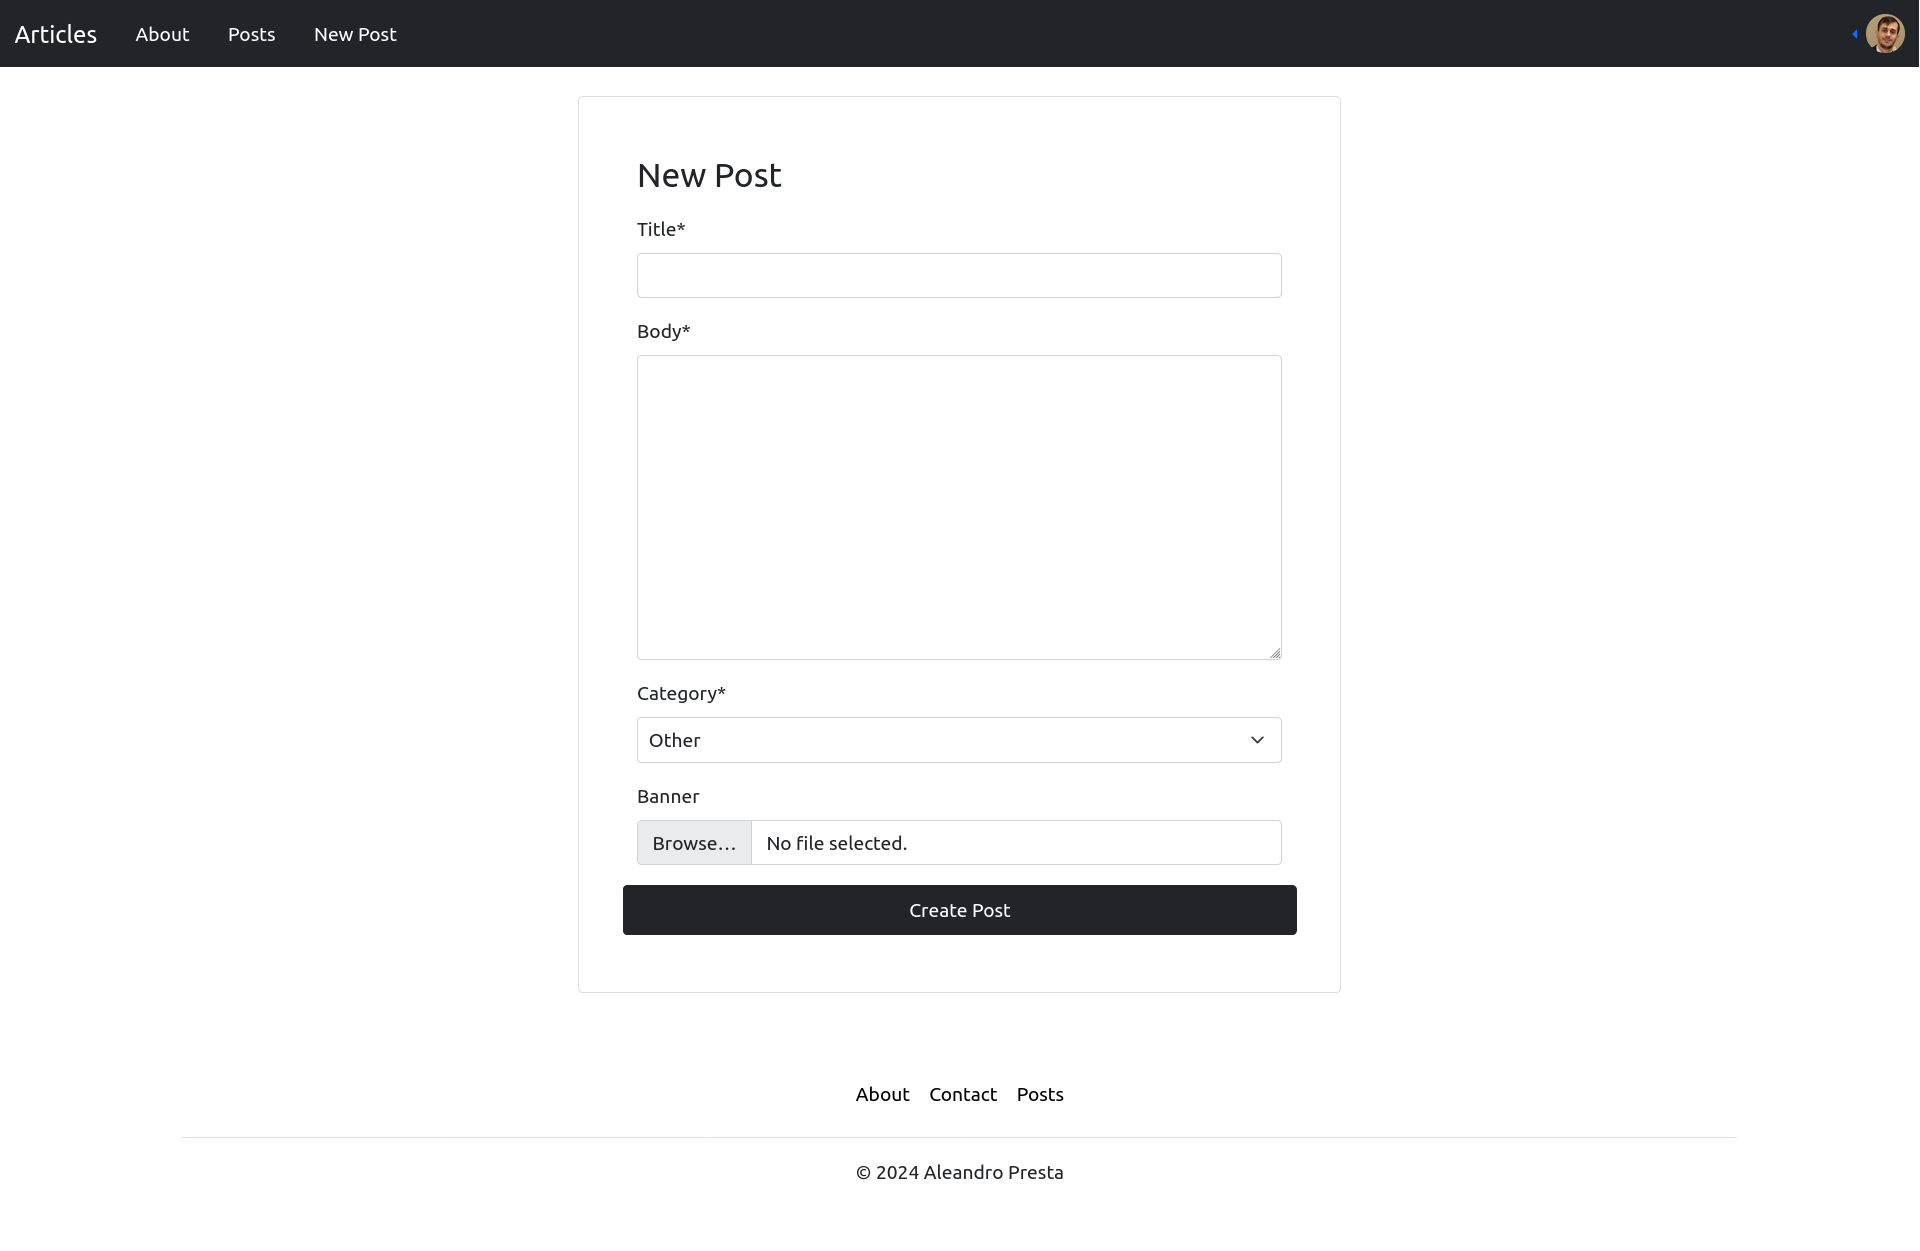 Articles About Posts New Post
New Post
Title*
Body*
Category*
Other
Banner
Browse... No file selected.
Create Post
About Contact Posts
© 2024 Aleandro Presta